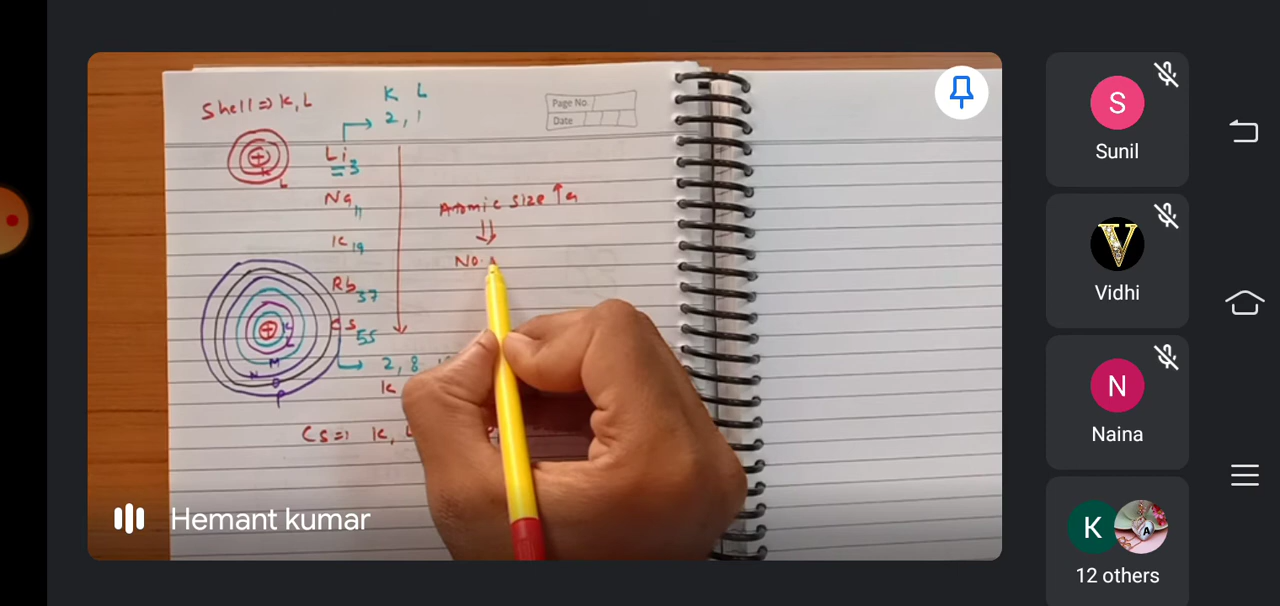 Shell => K, L
K L
2, 1
Page No.
Date
+
K
L
Li
3
Na 11
K 19
Atomic size ↑s
No.
Rb 37
Cs 55
+
K
L
M
N
O
P
2, 8
K
Cs => K, L
Hemant kumar
S
Sunil
V
Vidhi
N
Naina
K
A
12 others